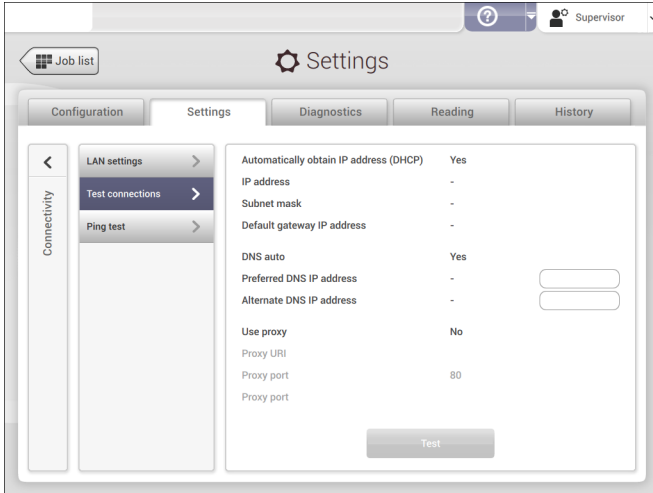 ? Supervisor
Job list
Settings
Configuration Settings Diagnostics Reading History
Connectivity
LAN settings
Test connections
Ping test
Automatically obtain IP address (DHCP) Yes
IP address -
Subnet mask -
Default gateway IP address -
DNS auto Yes
Preferred DNS IP address -
Alternate DNS IP address -
Use proxy No
Proxy URI
Proxy port 80
Proxy port
Test